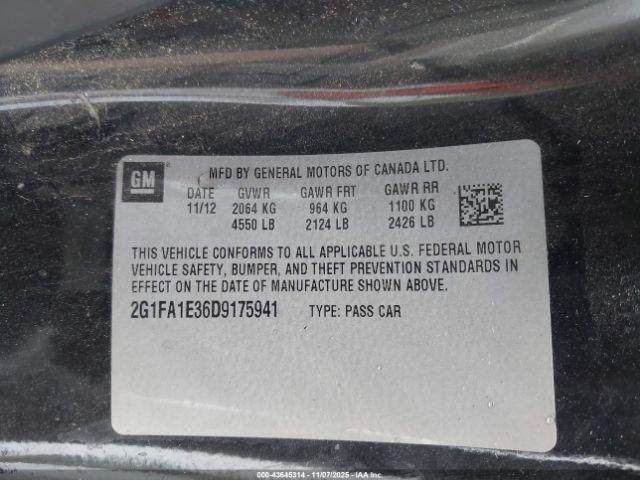 GM
MFD BY GENERAL MOTORS OF CANADA LTD.
DATE GVWR GAWR FRT GAWR RR
11/12 2064 KG 964 KG 1100 KG
4550 LB 2124 LB 2426 LB
THIS VEHICLE CONFORMS TO ALL APPLICABLE U.S. FEDERAL MOTOR
VEHICLE SAFETY, BUMPER, AND THEFT PREVENTION STANDARDS IN
EFFECT ON THE DATE OF MANUFACTURE SHOWN ABOVE.
2G1FA1E36D9175941 TYPE: PASS CAR
000-43645314 - 11/07/2025 - IAA Inc.